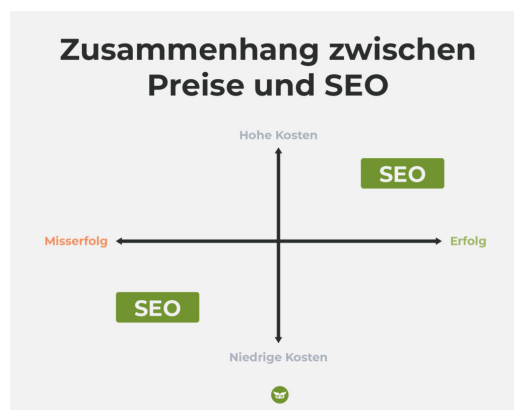 Zusammenhang zwischen
Preise und SEO
Hohe Kosten
SEO
Misserfolg
Erfolg
SEO
Niedrige Kosten